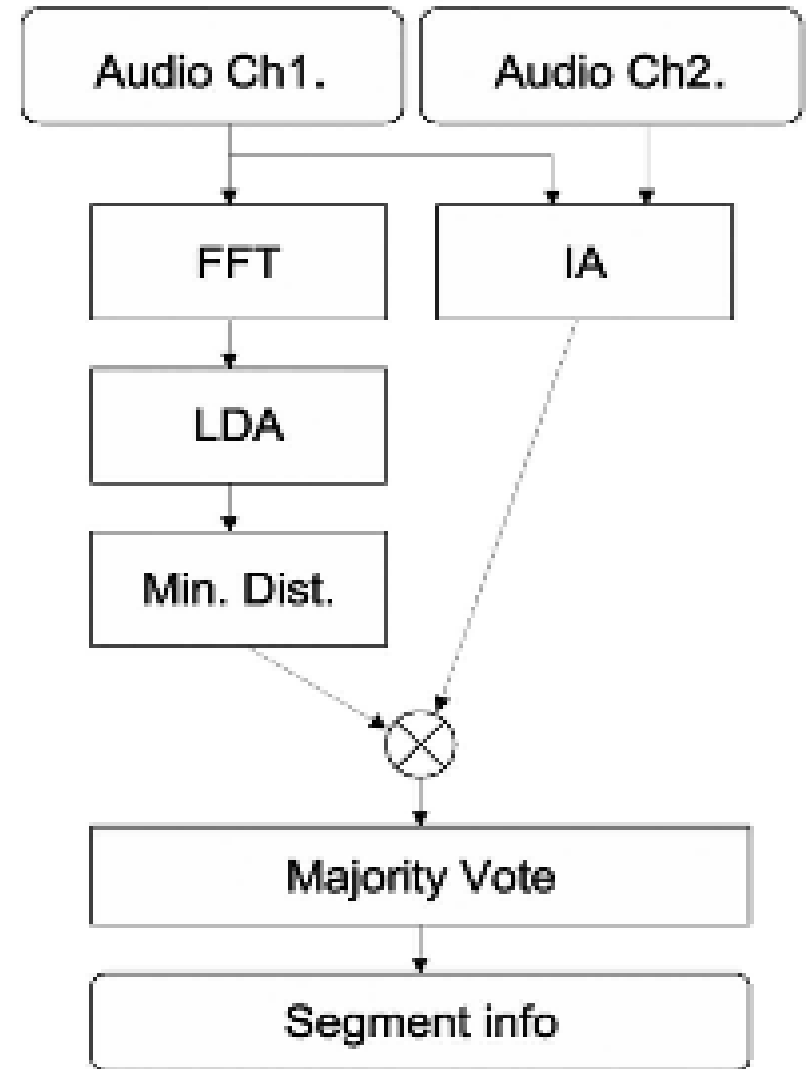 Audio Ch1.
Audio Ch2.
FFT
IA
LDA
Min. Dist.
Majority Vote
Segment info